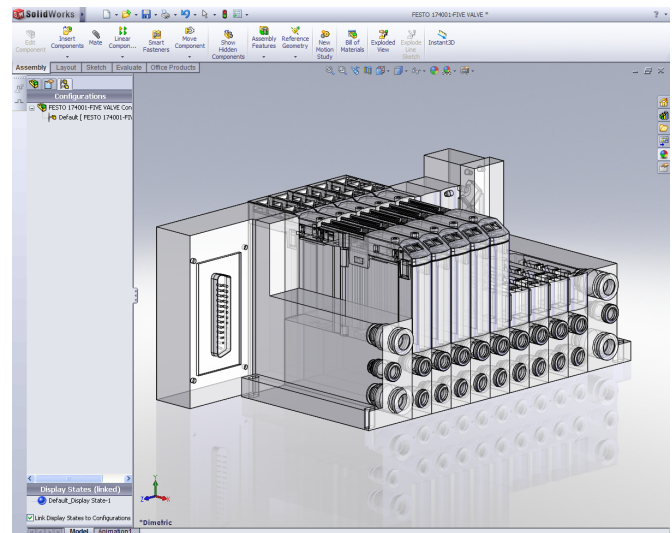 SolidWorks
FESTO 174001-FIVE VALVE *
Edit Component
Insert Components
Mate
Linear Compon...
Smart Fasteners
Move Component
Show Hidden Components
Assembly Features
Reference Geometry
New Motion Study
Bill of Materials
Exploded View
Explode Line Sketch
Instant3D
Assembly Layout Sketch Evaluate Office Products
Configurations
FESTO 174001-FIVE VALVE Con
Default [ FESTO 174001-FIV
Display States (linked)
Default_Display State-1
Link Display States to Configurations
Y
Z X
*Dimetric
Model Animation1